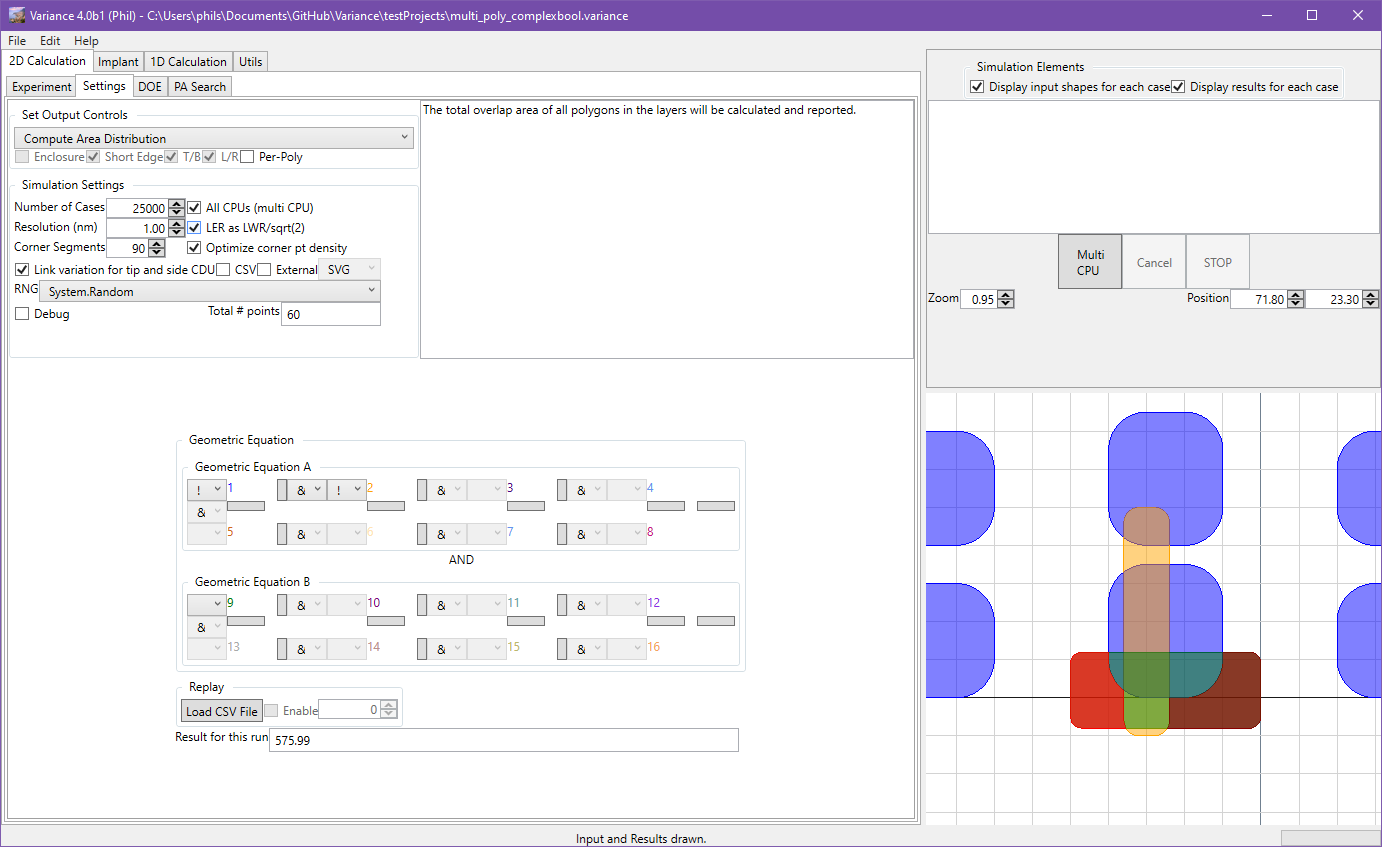 Variance 4.0b1 (Phil) - C:\Users\phils\Documents\GitHub\Variance\testProjects\multi_poly_complexbool.variance
File Edit Help
2D Calculation Implant 1D Calculation Utils
Experiment Settings DOE PA Search
Set Output Controls
Compute Area Distribution
Enclosure Short Edge T/B L/R Per-Poly
The total overlap area of all polygons in the layers will be calculated and reported.
Simulation Settings
Number of Cases 25000 All CPUs (multi CPU)
Resolution (nm) 1.00 LER as LWR/sqrt(2)
Corner Segments 90 Optimize corner pt density
Link variation for tip and side CDU CSV External SVG
RNG System.Random
Debug Total # points 60
Geometric Equation
Geometric Equation A
! 1 & ! 2 & 3 & 4
&
5 & 6 & 7 & 8
AND
Geometric Equation B
9 & 10 & 11 & 12
&
13 & 14 & 15 & 16
Replay
Load CSV File Enable 0
Result for this run 575.99
Simulation Elements
Display input shapes for each case Display results for each case
Multi CPU Cancel STOP
Zoom 0.95 Position 71.80 23.30
Input and Results drawn.